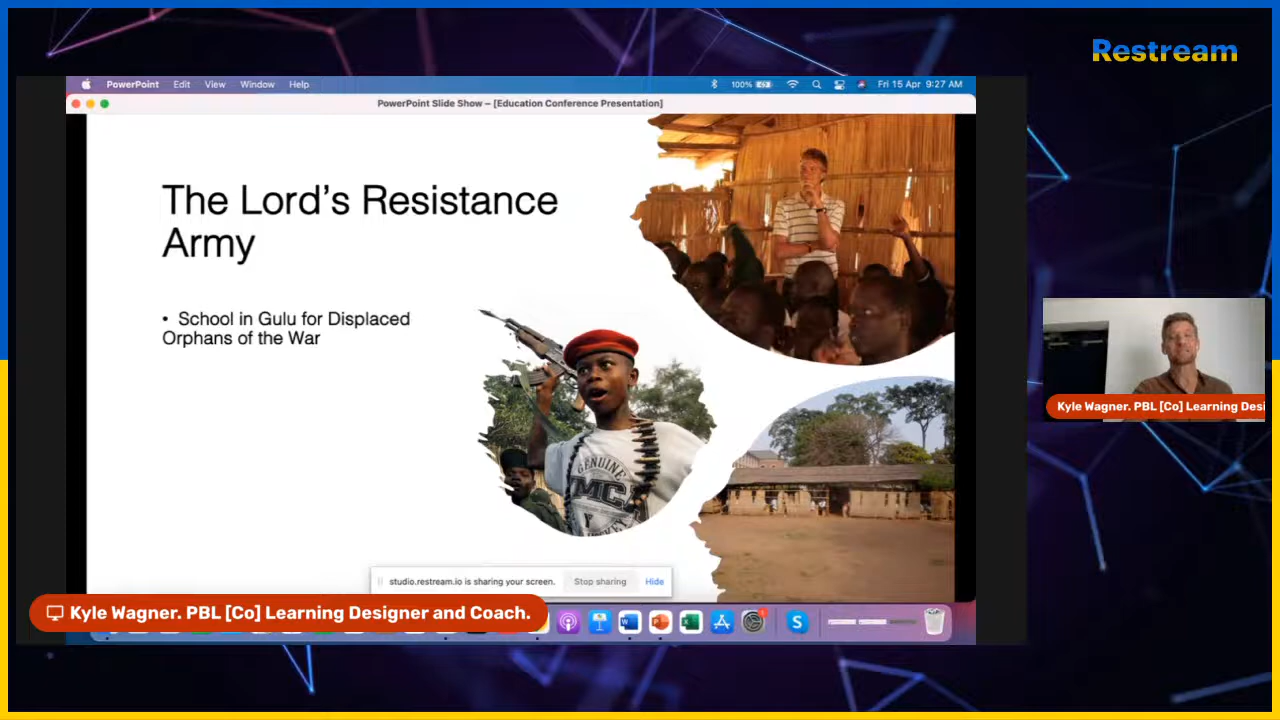 Restream
PowerPoint Edit View Window Help
100% Fri 15 Apr 9:27 AM
PowerPoint Slide Show – [Education Conference Presentation]
The Lord's Resistance
Army
• School in Gulu for Displaced
Orphans of the War
GENUINE
studio.restream.io is sharing your screen. Stop sharing Hide
Kyle Wagner. PBL [Co] Learning Desi
Kyle Wagner. PBL [Co] Learning Designer and Coach.